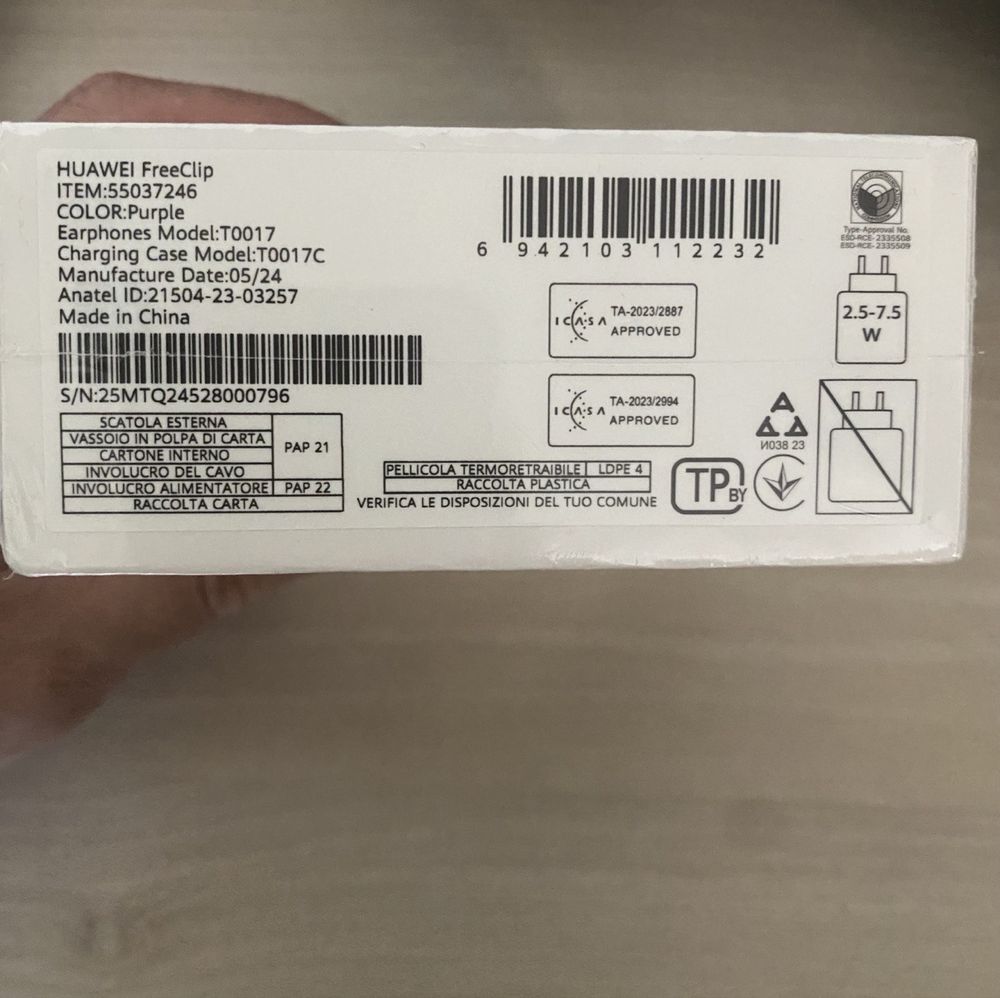 HUAWEI FreeClip
ITEM:55037246
COLOR:Purple
Earphones Model:T0017
Charging Case Model:T0017C
Manufacture Date:05/24
Anatel ID:21504-23-03257
Made in China
S/N:25MTQ24528000796
SCATOLA ESTERNA
VASSOIO IN POLPA DI CARTA
CARTONE INTERNO
INVOLUCRO DEL CAVO
PAP 21
INVOLUCRO ALIMENTATORE PAP 22
RACCOLTA CARTA
6 942103 112232
ICASA TA-2023/2887
APPROVED
ICASA TA-2023/2994
APPROVED
PELLICOLA TERMORETRAIBILE LDPE 4
RACCOLTA PLASTICA
VERIFICA LE DISPOSIZIONI DEL TUO COMUNE
Type-Approval No.
ESD-RCE- 2335508
ESD-RCE- 2335509
2.5-7.5
W
И038 23
TP BY